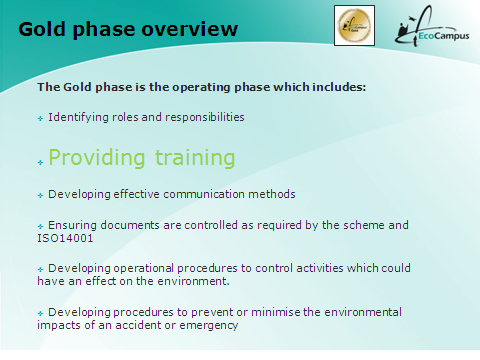 Gold phase overview
EcoCampus
The Gold phase is the operating phase which includes:
Identifying roles and responsibilities
Providing training
Developing effective communication methods
Ensuring documents are controlled as required by the scheme and
ISO14001
Developing operational procedures to control activities which could
have an effect on the environment.
Developing procedures to prevent or minimise the environmental
impacts of an accident or emergency